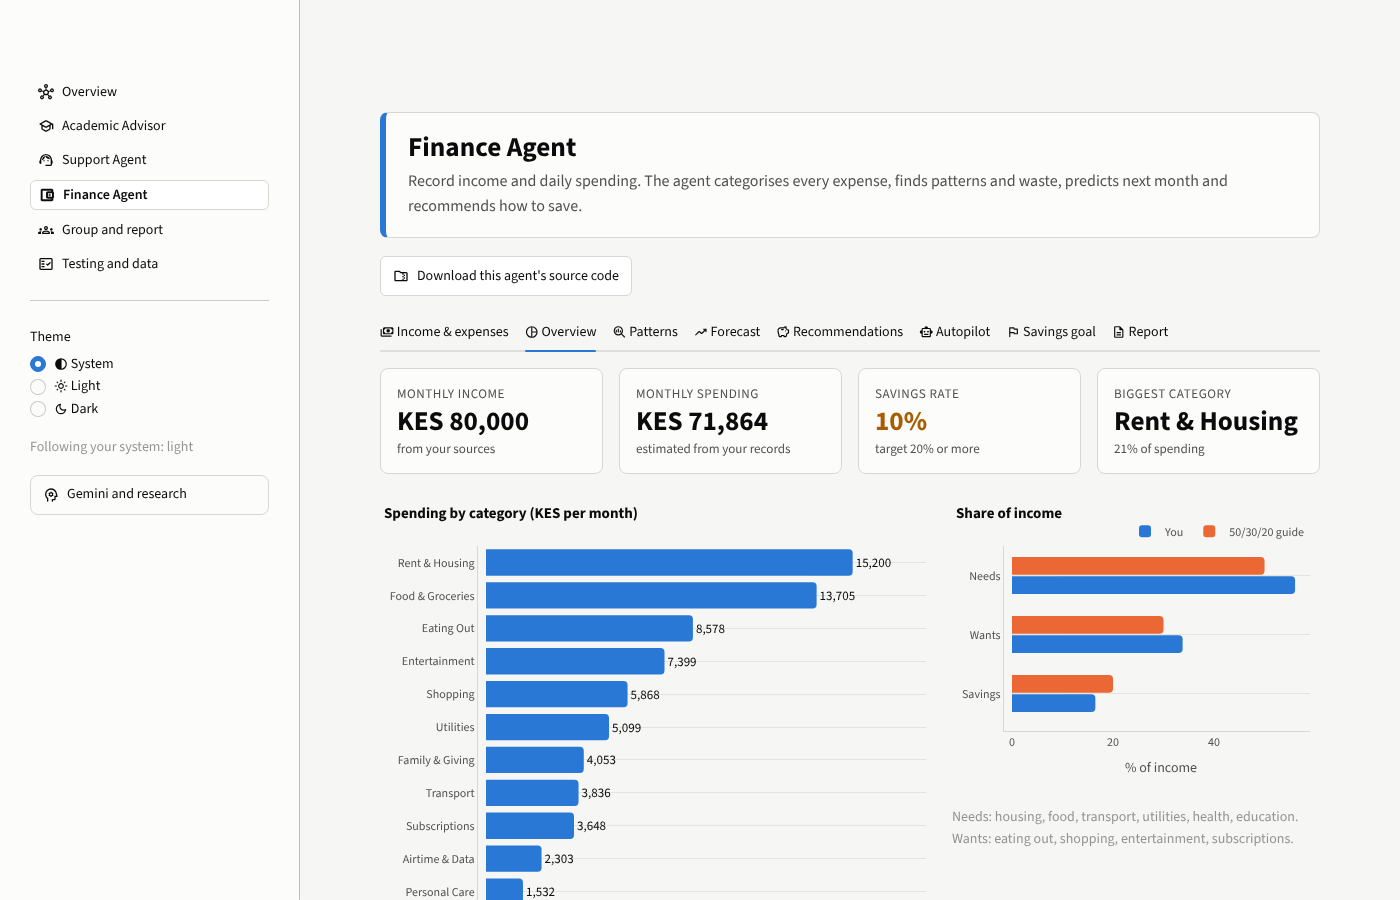 Overview
Academic Advisor
Support Agent
Finance Agent
Group and report
Testing and data
Theme
System
Light
Dark
Following your system: light
Gemini and research
Finance Agent
Record income and daily spending. The agent categorises every expense, finds patterns and waste, predicts next month and
recommends how to save.
Download this agent's source code
Income & expenses Overview Patterns Forecast Recommendations Autopilot Savings goal Report
MONTHLY INCOME
KES 80,000
from your sources
MONTHLY SPENDING
KES 71,864
estimated from your records
SAVINGS RATE
10%
target 20% or more
BIGGEST CATEGORY
Rent & Housing
21% of spending
Spending by category (KES per month)
Rent & Housing 15,200
Food & Groceries 13,705
Eating Out 8,578
Entertainment 7,399
Shopping 5,868
Utilities 5,099
Family & Giving 4,053
Transport 3,836
Subscriptions 3,648
Airtime & Data 2,303
Personal Care 1,532
Share of income
You 50/30/20 guide
Needs
Wants
Savings
0 20 40
% of income
Needs: housing, food, transport, utilities, health, education.
Wants: eating out, shopping, entertainment, subscriptions.